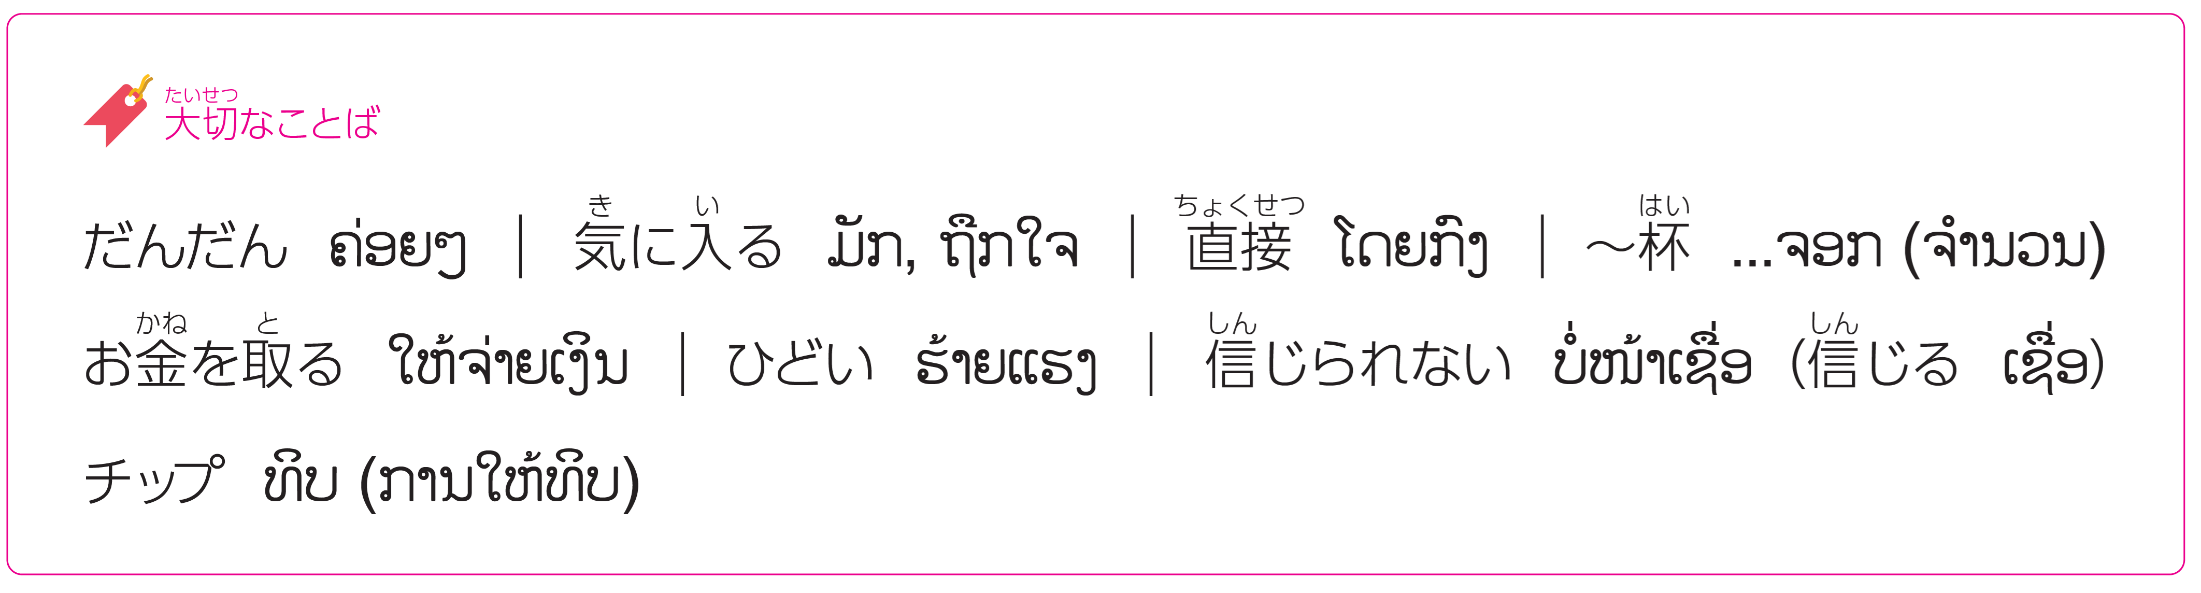 たいせつ
大切なことば
き い ちょくせつ はい
だんだん ຄ່ອຍໆ | 気に入る ມັກ, ຖືກໃຈ | 直接 ໂດຍກົງ | ～杯 ...ຈອກ (ຈຳນວນ)
かね と しん しん
お金を取る ໃຫ້ຈ່າຍເງິນ | ひどい ຮ້າຍແຮງ | 信じられない ບໍ່ໜ້າເຊື່ອ (信じる ເຊື່ອ)
チップ ທິບ (ການໃຫ້ທິບ)